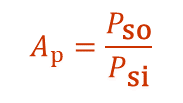 A_p = P_so / P_si